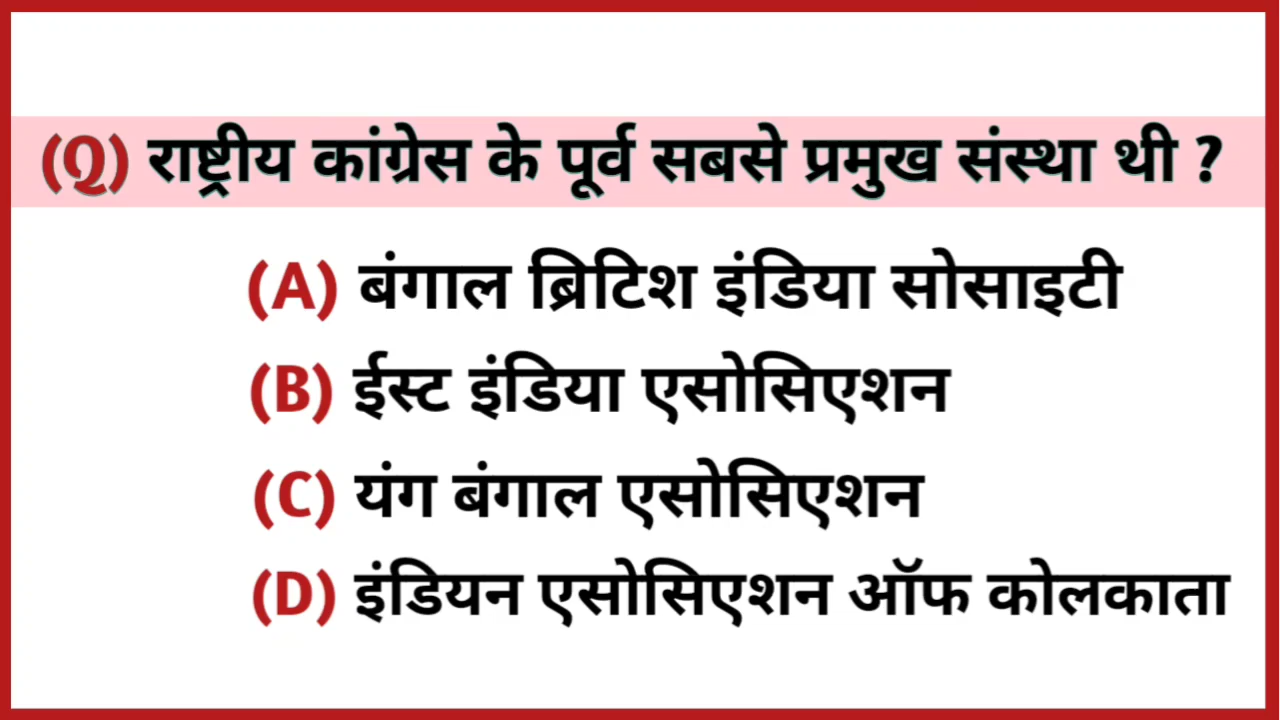 (Q) राष्ट्रीय कांग्रेस के पूर्व सबसे प्रमुख संस्था थी ?
(A) बंगाल ब्रिटिश इंडिया सोसाइटी
(B) ईस्ट इंडिया एसोसिएशन
(C) यंग बंगाल एसोसिएशन
(D) इंडियन एसोसिएशन ऑफ कोलकाता